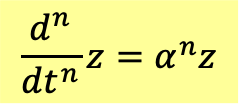 dⁿ/dtⁿ z = αⁿz